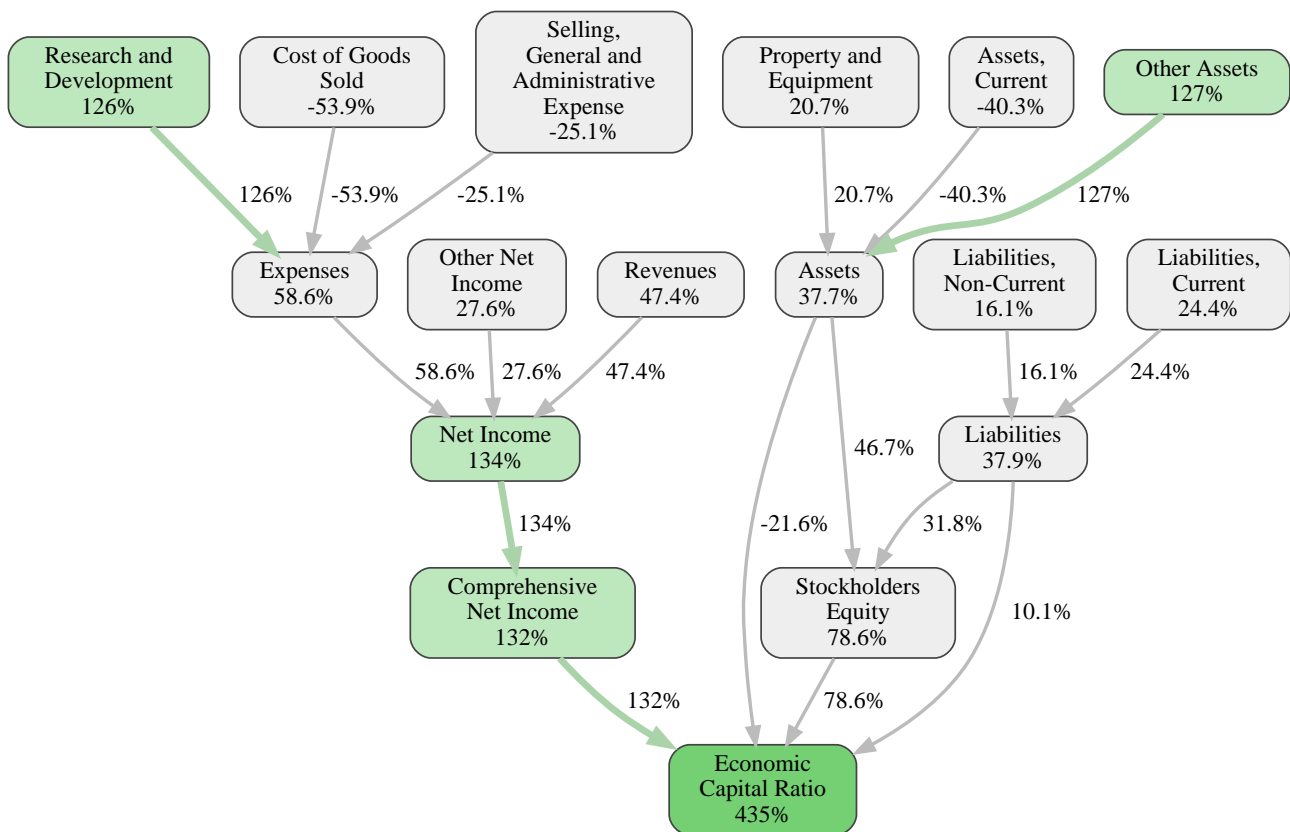 Research and
Development
126%
Cost of Goods
Sold
-53.9%
Selling,
General and
Administrative
Expense
-25.1%
Property and
Equipment
20.7%
Assets,
Current
-40.3%
Other Assets
127%
126%
-53.9%
-25.1%
20.7%
-40.3%
127%
Expenses
58.6%
Other Net
Income
27.6%
Revenues
47.4%
Assets
37.7%
Liabilities,
Non-Current
16.1%
Liabilities,
Current
24.4%
58.6%
27.6%
47.4%
16.1%
24.4%
Net Income
134%
46.7%
Liabilities
37.9%
134%
-21.6%
31.8%
Comprehensive
Net Income
132%
Stockholders
Equity
78.6%
10.1%
132%
78.6%
Economic
Capital Ratio
435%